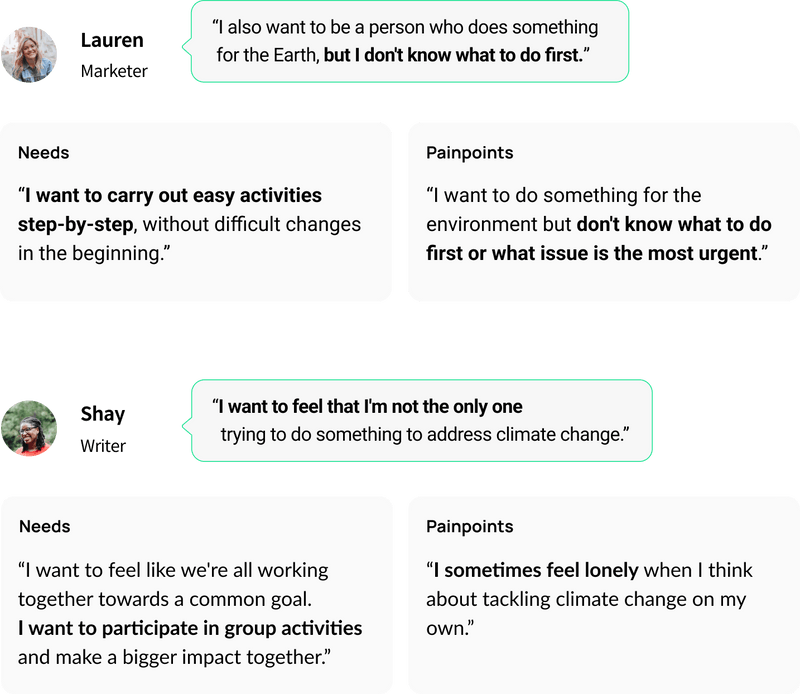 Lauren
Marketer
“I also want to be a person who does something
for the Earth, but I don't know what to do first.”
Needs
“I want to carry out easy activities
step-by-step, without difficult changes
in the beginning.”
Painpoints
“I want to do something for the
environment but don't know what to do
first or what issue is the most urgent.”
Shay
Writer
“I want to feel that I'm not the only one
trying to do something to address climate change.”
Needs
“I want to feel like we're all working
together towards a common goal.
I want to participate in group activities
and make a bigger impact together.”
Painpoints
“I sometimes feel lonely when I think
about tackling climate change on my
own.”